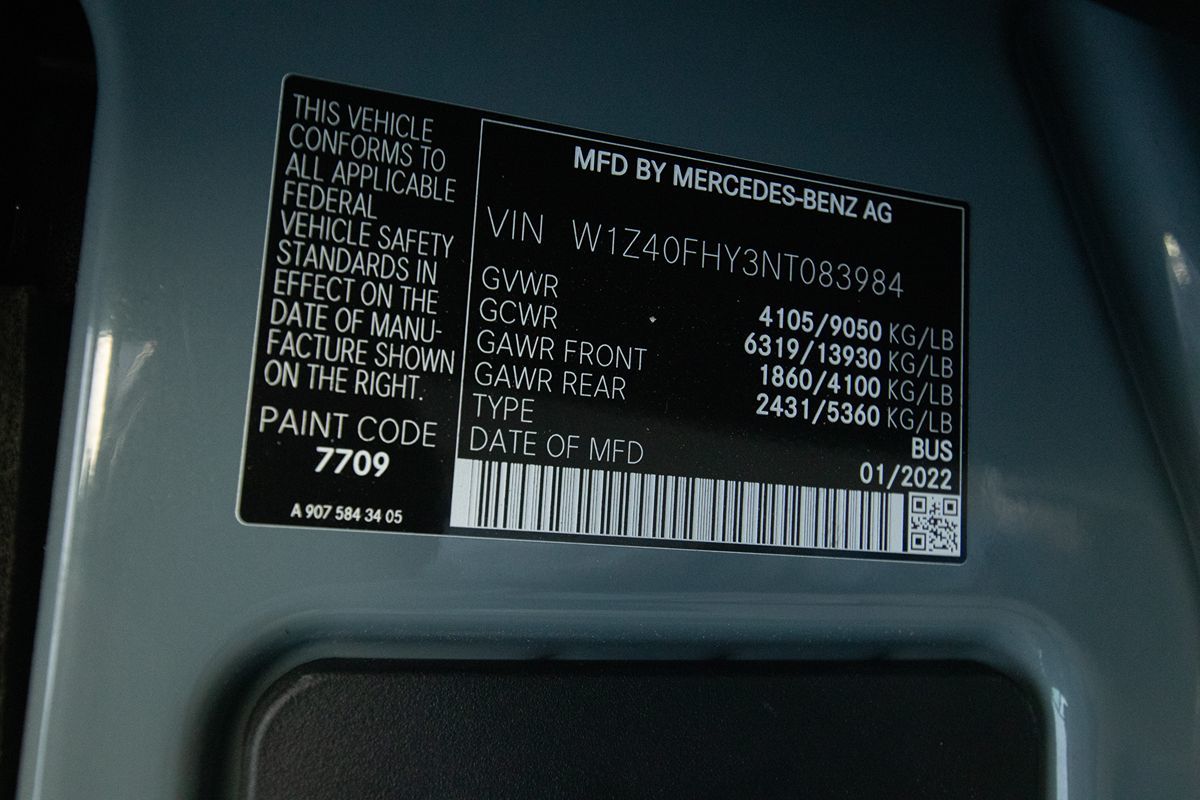 THIS VEHICLE
CONFORMS TO
ALL APPLICABLE
FEDERAL
VEHICLE SAFETY
STANDARDS IN
EFFECT ON THE
DATE OF MANU-
FACTURE SHOWN
ON THE RIGHT.
PAINT CODE
7709
A 907 584 34 05
MFD BY MERCEDES-BENZ AG
VIN W1Z40FHY3NT083984
GVWR 4105/9050 KG/LB
GCWR 6319/13930 KG/LB
GAWR FRONT 1860/4100 KG/LB
GAWR REAR 2431/5360 KG/LB
TYPE BUS
DATE OF MFD 01/2022